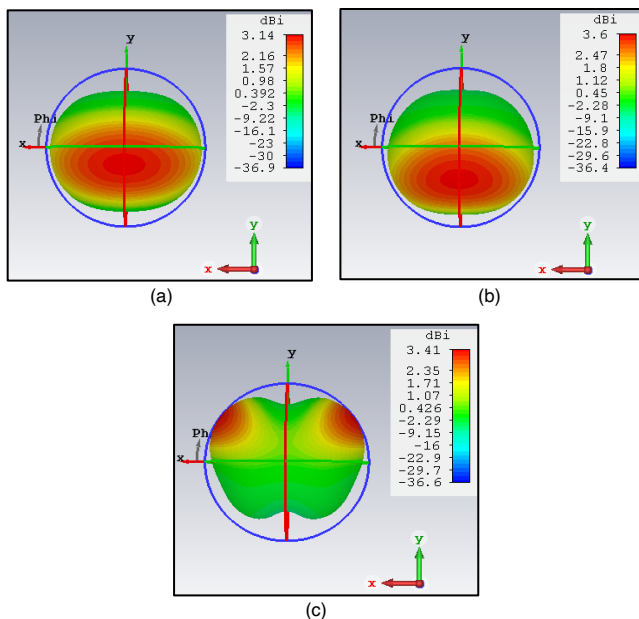 dBi
3.14
2.16
1.57
0.98
0.392
-2.3
-9.22
-16.1
-23
-30
-36.9
y
Phi
x
y
x
(a)
dBi
3.6
2.47
1.8
1.12
0.45
-2.28
-9.1
-15.9
-22.8
-29.6
-36.4
y
Phi
x
y
x
(b)
dBi
3.41
2.35
1.71
1.07
0.426
-2.29
-9.15
-16
-22.9
-29.7
-36.6
y
Ph
x
y
x
(c)